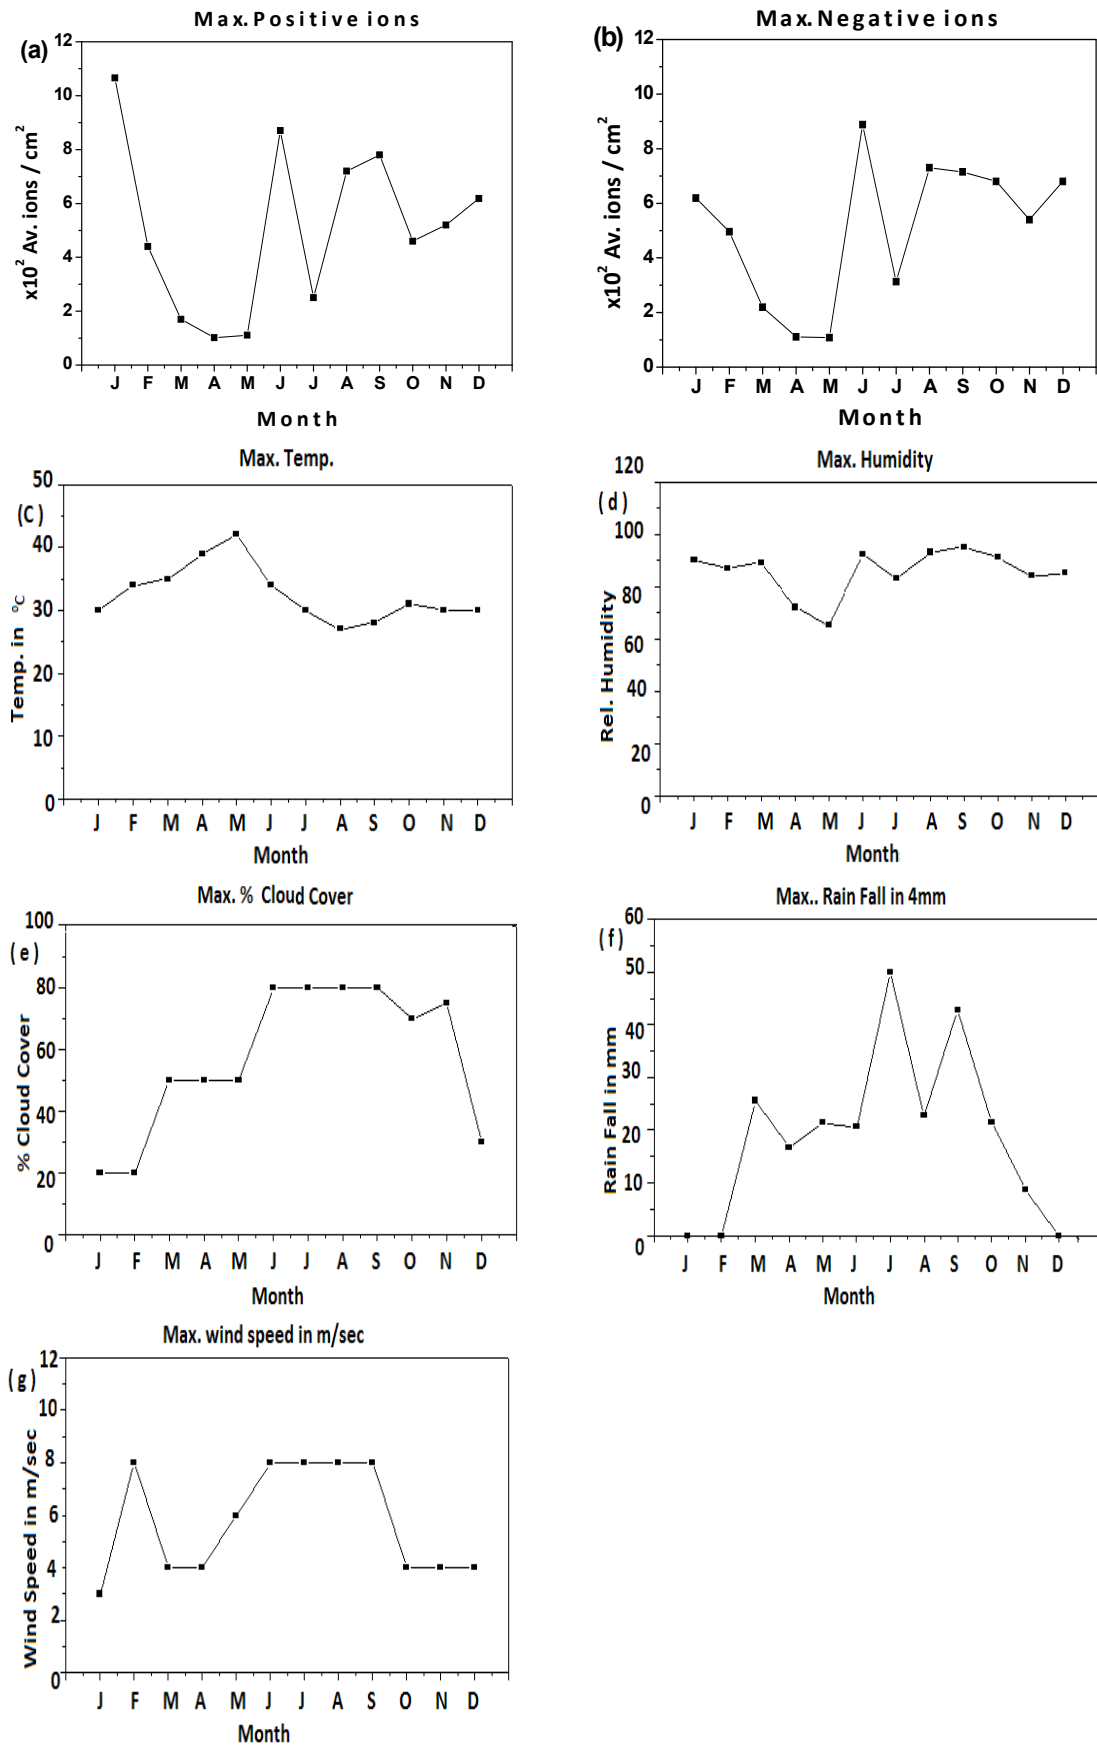 Max. Positive ions
(a)
x10² Av. ions / cm²
12
10
8
6
4
2
0
J F M A M J J A S O N D
Month
Max. Negative ions
(b)
x10² Av. ions / cm²
12
10
8
6
4
2
0
J F M A M J J A S O N D
Month
Max. Temp.
(C)
Temp. in °C
50
40
30
20
10
0
J F M A M J J A S O N D
Month
Max. Humidity
(d)
Rel. Humidity
120
100
80
60
40
20
0
J F M A M J J A S O N D
Month
Max. % Cloud Cover
(e)
% Cloud Cover
100
80
60
40
20
0
J F M A M J J A S O N D
Month
Max.. Rain Fall in 4mm
(f)
Rain Fall in mm
60
50
40
30
20
10
0
J F M A M J J A S O N D
Month
Max. wind speed in m/sec
(g)
Wind Speed in m/sec
12
10
8
6
4
2
0
J F M A M J J A S O N D
Month